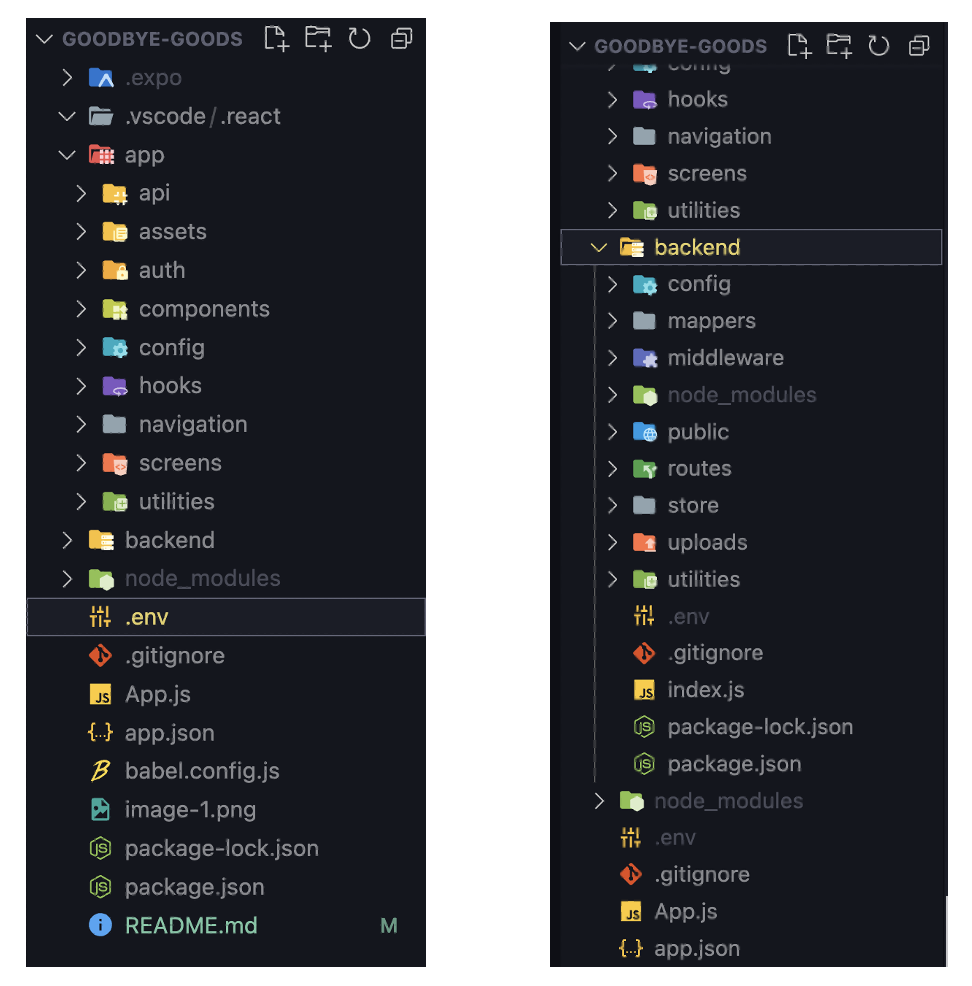 GOODBYE-GOODS
.expo
.vscode / .react
app
api
assets
auth
components
config
hooks
navigation
screens
utilities
backend
node_modules
.env
.gitignore
App.js
app.json
babel.config.js
image-1.png
package-lock.json
package.json
README.md M
GOODBYE-GOODS
config
hooks
navigation
screens
utilities
backend
config
mappers
middleware
node_modules
public
routes
store
uploads
utilities
.env
.gitignore
index.js
package-lock.json
package.json
node_modules
.env
.gitignore
App.js
app.json